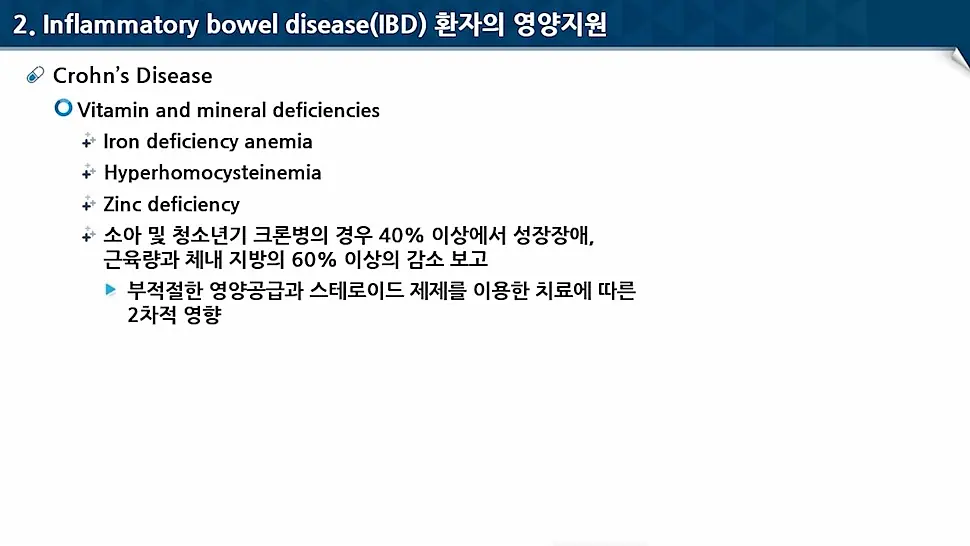 2. Inflammatory bowel disease(IBD) 환자의 영양지원
Crohn's Disease
Vitamin and mineral deficiencies
Iron deficiency anemia
Hyperhomocysteinemia
Zinc deficiency
소아 및 청소년기 크론병의 경우 40% 이상에서 성장장애,
근육량과 체내 지방의 60% 이상의 감소 보고
부적절한 영양공급과 스테로이드 제제를 이용한 치료에 따른
2차적 영향